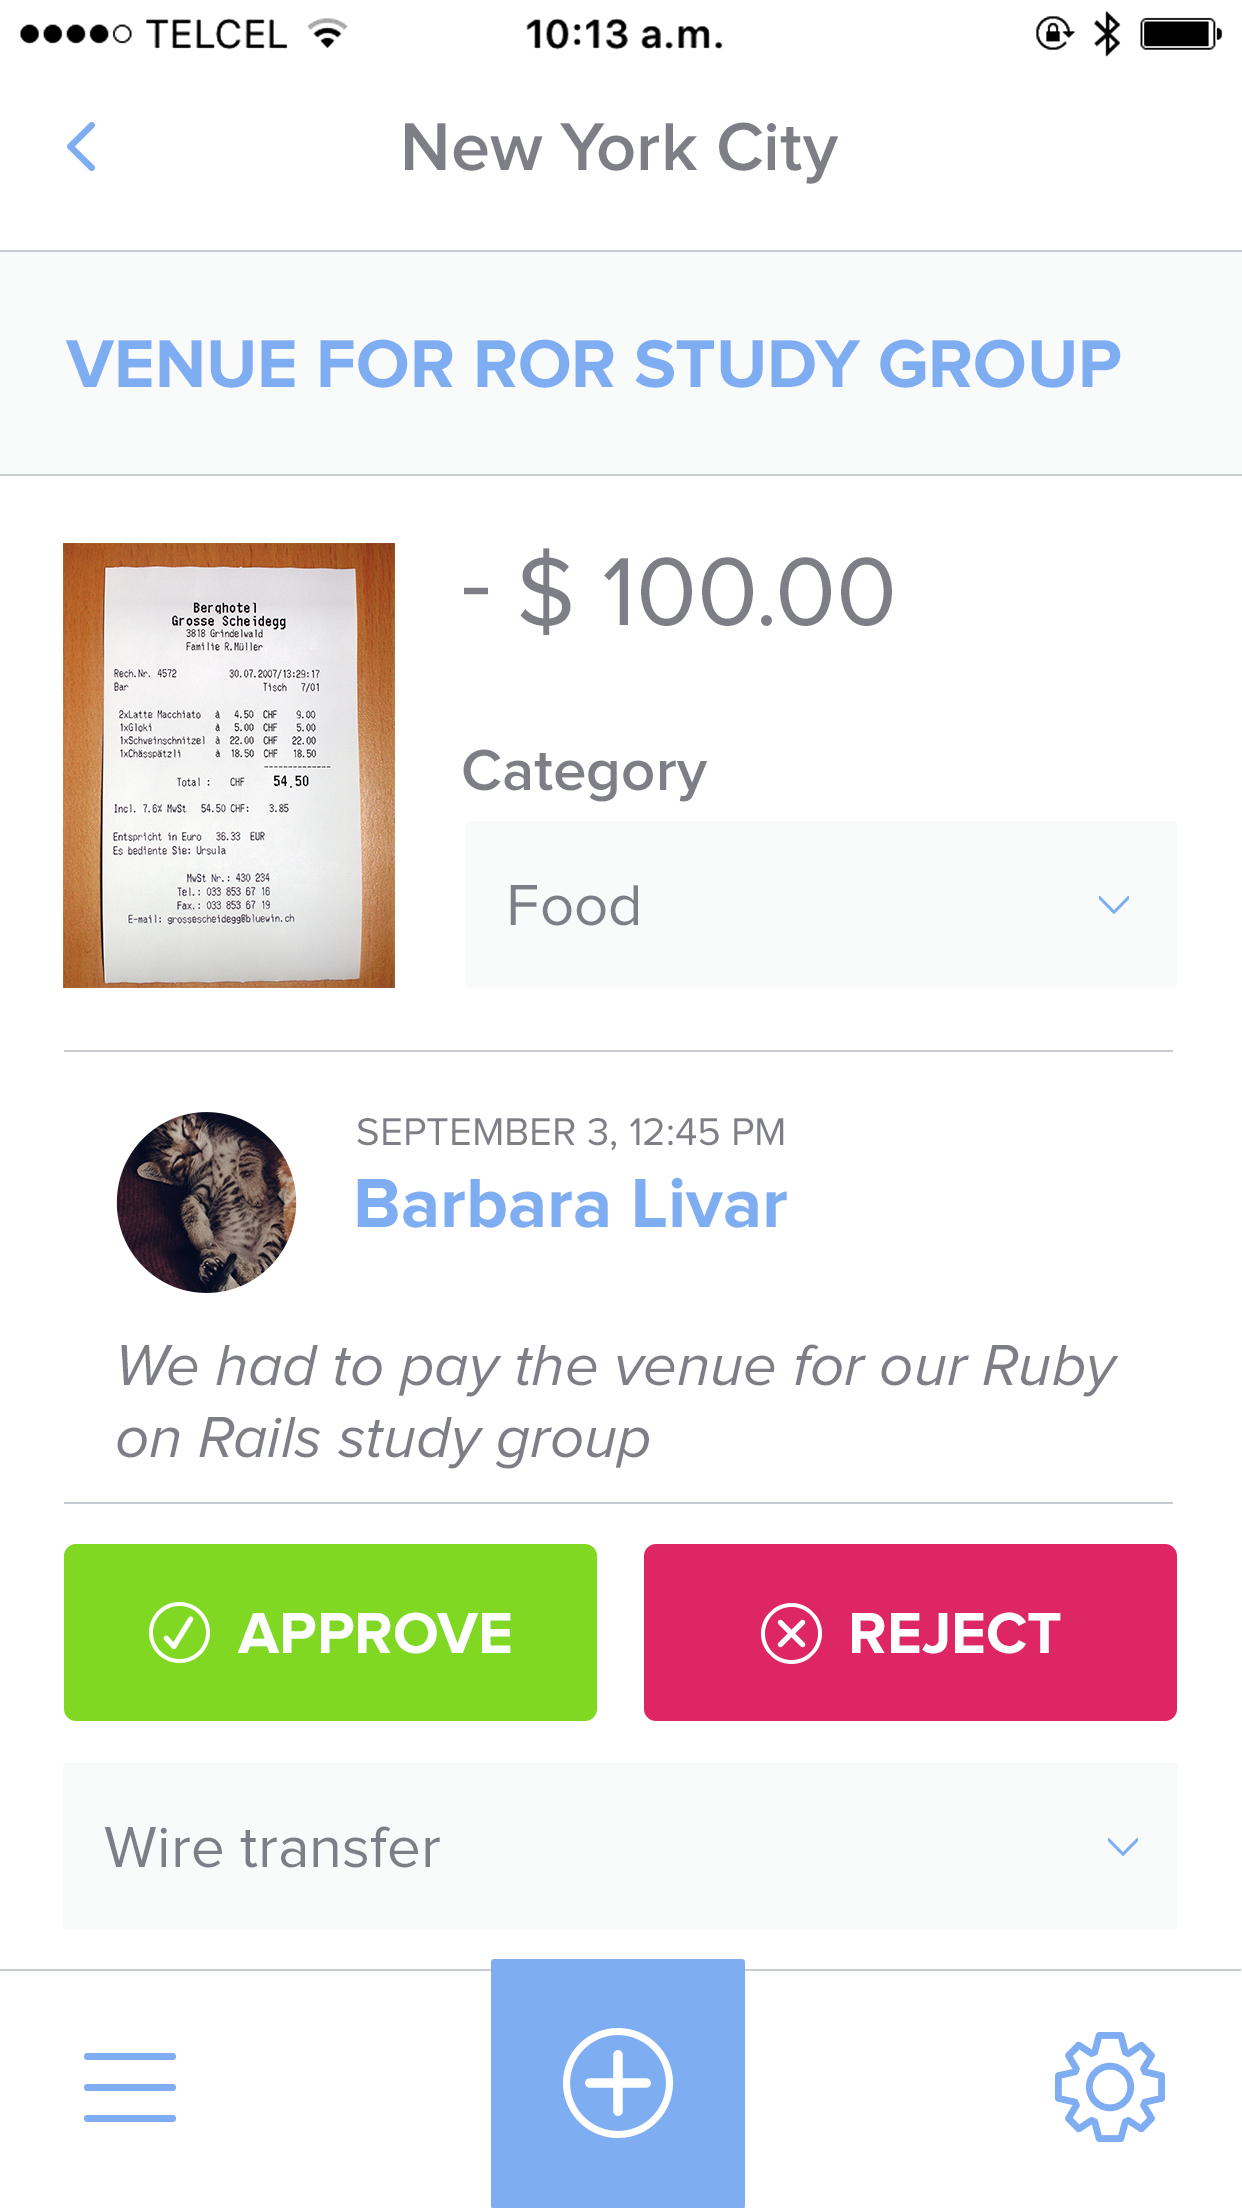 TELCEL 10:13 a.m.
New York City
VENUE FOR ROR STUDY GROUP
Berghotel
Grosse Scheidegg
3818 Grindelwald
Familie R.Müller
Rech.Nr. 4572 30.07.2007/13:29:17
Bar Tisch 7/01
2xLatte Macchiato à 4.50 CHF 9.00
1xGloki à 5.00 CHF 5.00
1xSchweinschnitzel à 22.00 CHF 22.00
1xChässpätzli à 18.50 CHF 18.50
Total : CHF 54.50
Incl. 7.6% MwSt 54.50 CHF: 3.85
Entspricht in Euro 36.33 EUR
Es bediente Sie: Ursula
MwSt Nr.: 430 234
Tel.: 033 853 67 16
Fax.: 033 853 67 19
E-mail: grossescheidegg@bluewin.ch
- $ 100.00
Category
Food
SEPTEMBER 3, 12:45 PM
Barbara Livar
We had to pay the venue for our Ruby
on Rails study group
APPROVE REJECT
Wire transfer